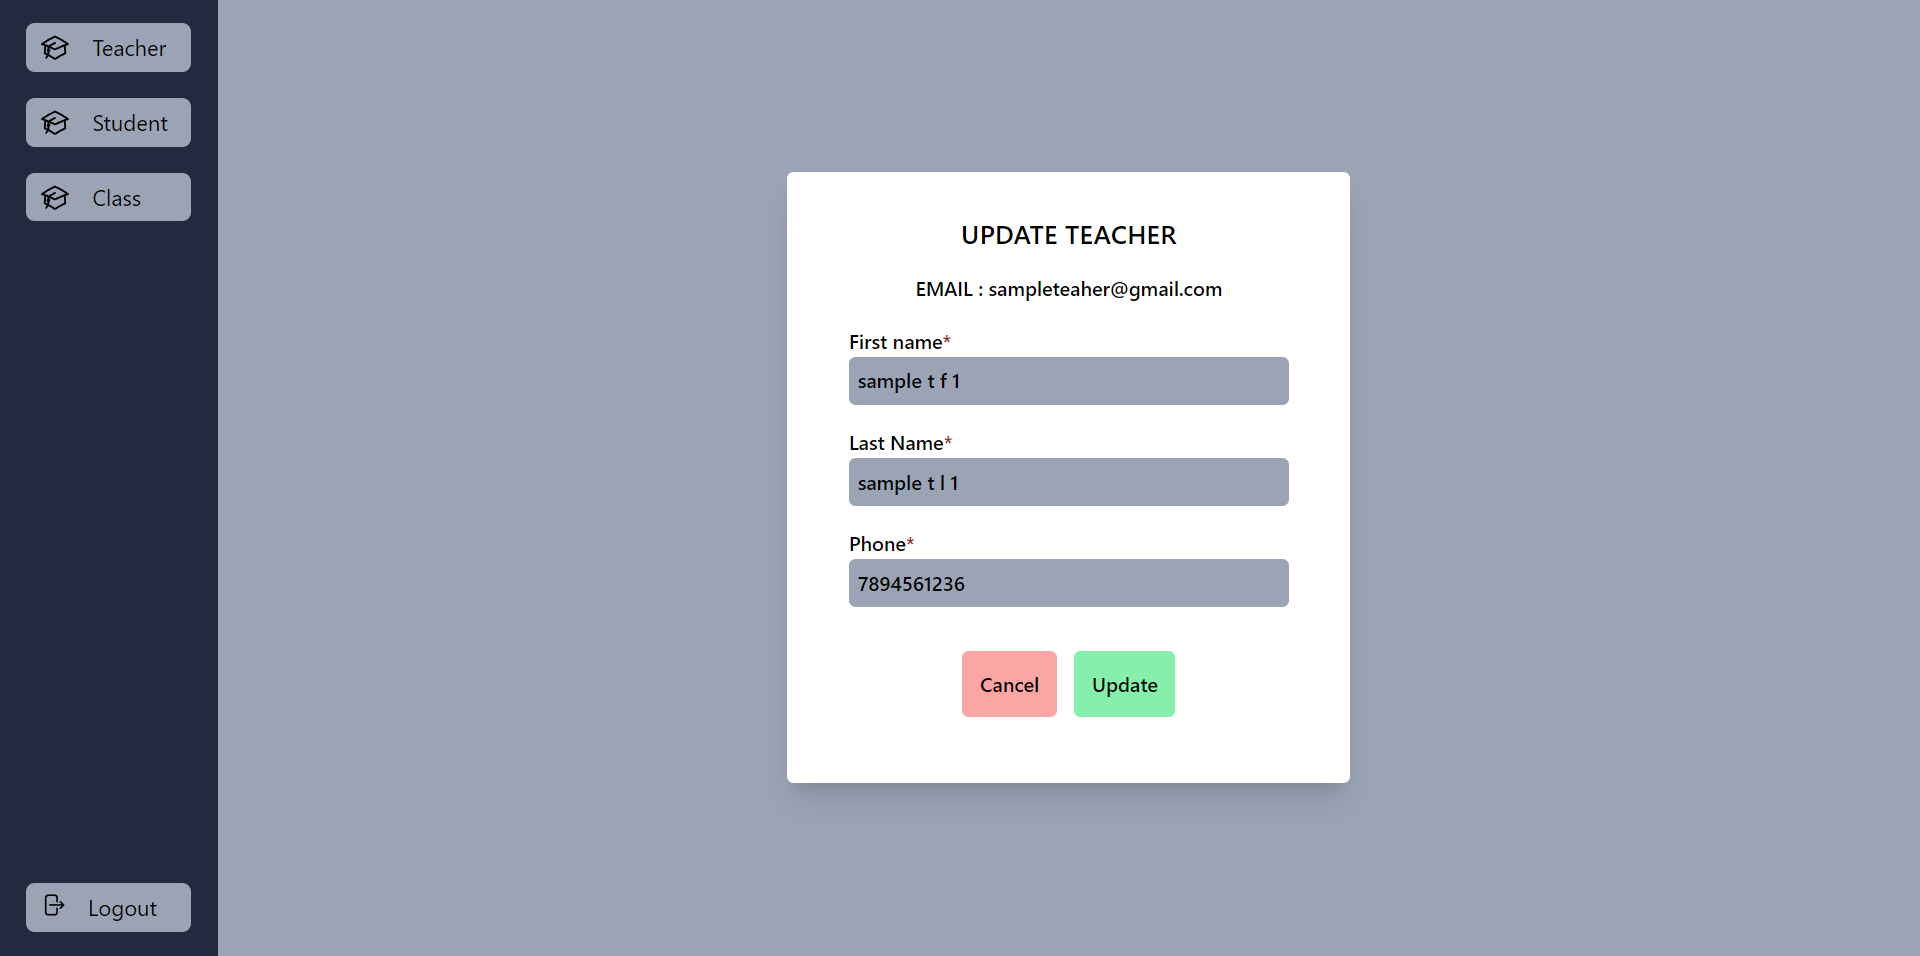 Teacher
Student
Class
Logout
UPDATE TEACHER
EMAIL : sampleteaher@gmail.com
First name*
sample t f 1
Last Name*
sample t l 1
Phone*
7894561236
Cancel Update